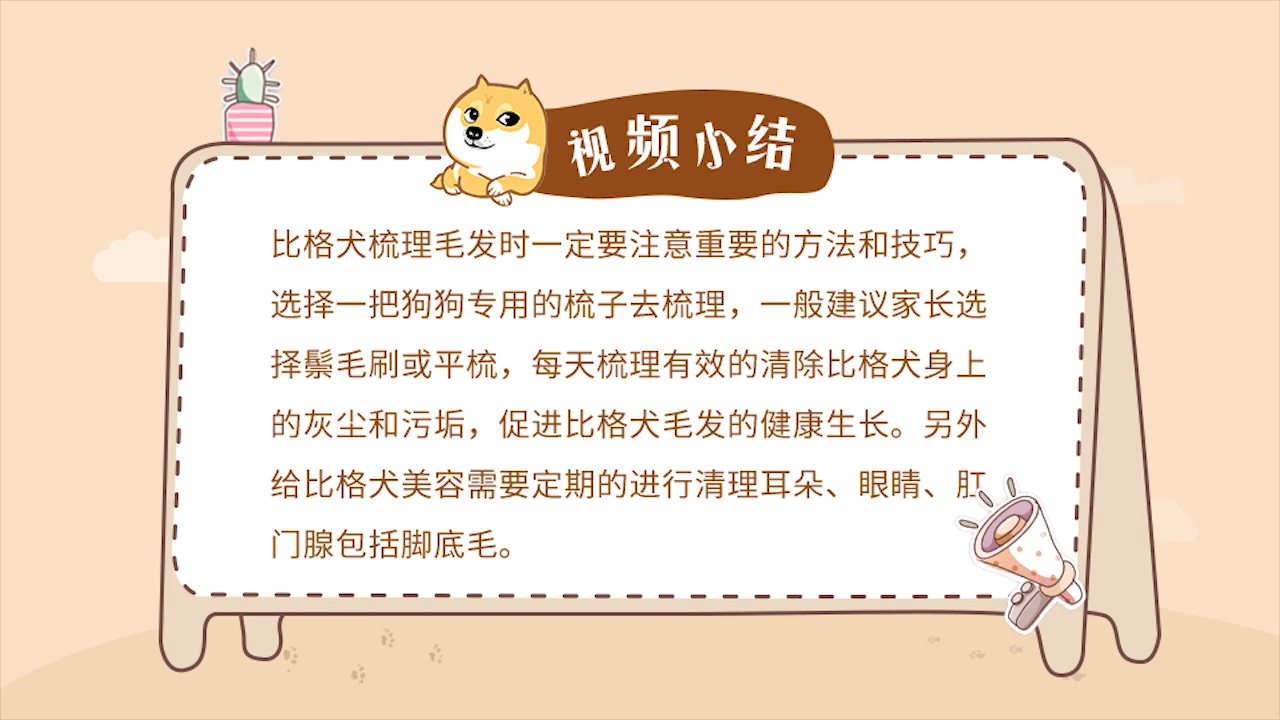 视频小结
比格犬梳理毛发时一定要注意重要的方法和技巧，
选择一把狗狗专用的梳子去梳理，一般建议家长选
择鬃毛刷或平梳，每天梳理有效的清除比格犬身上
的灰尘和污垢，促进比格犬毛发的健康生长。另外
给比格犬美容需要定期的进行清理耳朵、眼睛、肛
门腺包括脚底毛。